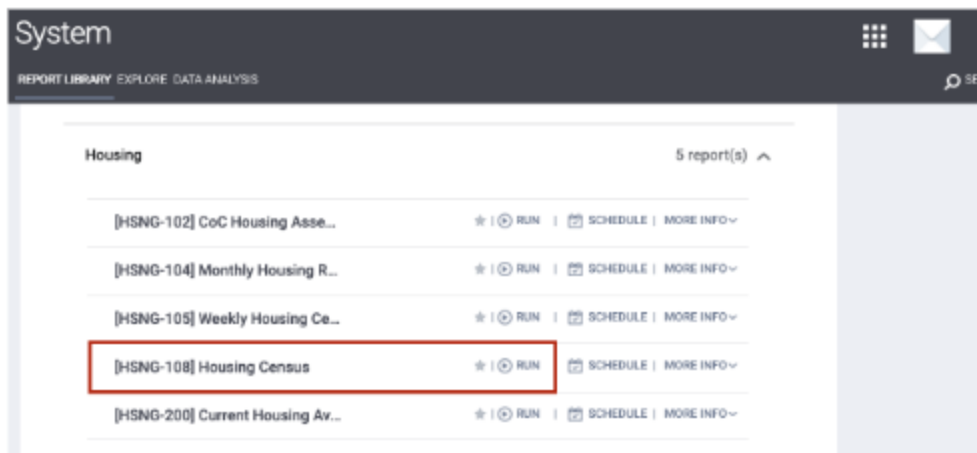 System
REPORT LIBRARY EXPLORE DATA ANALYSIS
Housing 5 report(s)
[HSNG-102] CoC Housing Asse... | RUN | SCHEDULE | MORE INFO
[HSNG-104] Monthly Housing R... | RUN | SCHEDULE | MORE INFO
[HSNG-105] Weekly Housing Ce... | RUN | SCHEDULE | MORE INFO
[HSNG-108] Housing Census | RUN SCHEDULE | MORE INFO
[HSNG-200] Current Housing Av... | RUN | SCHEDULE | MORE INFO